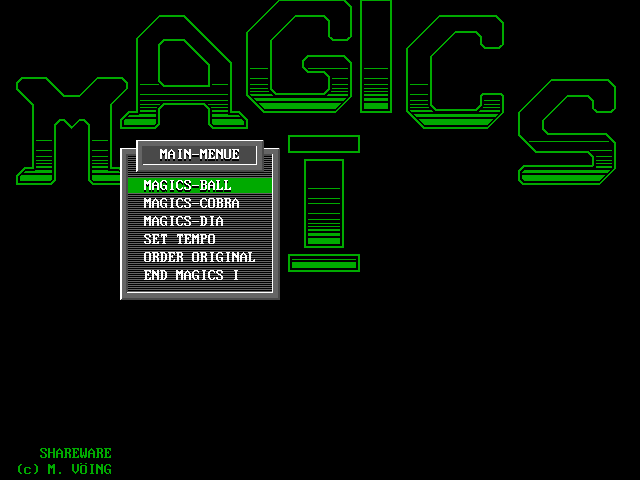 MAGICS
I
MAIN-MENUE
MAGICS-BALL
MAGICS-COBRA
MAGICS-DIA
SET TEMPO
ORDER ORIGINAL
END MAGICS I
SHAREWARE
(c) M. VÖING